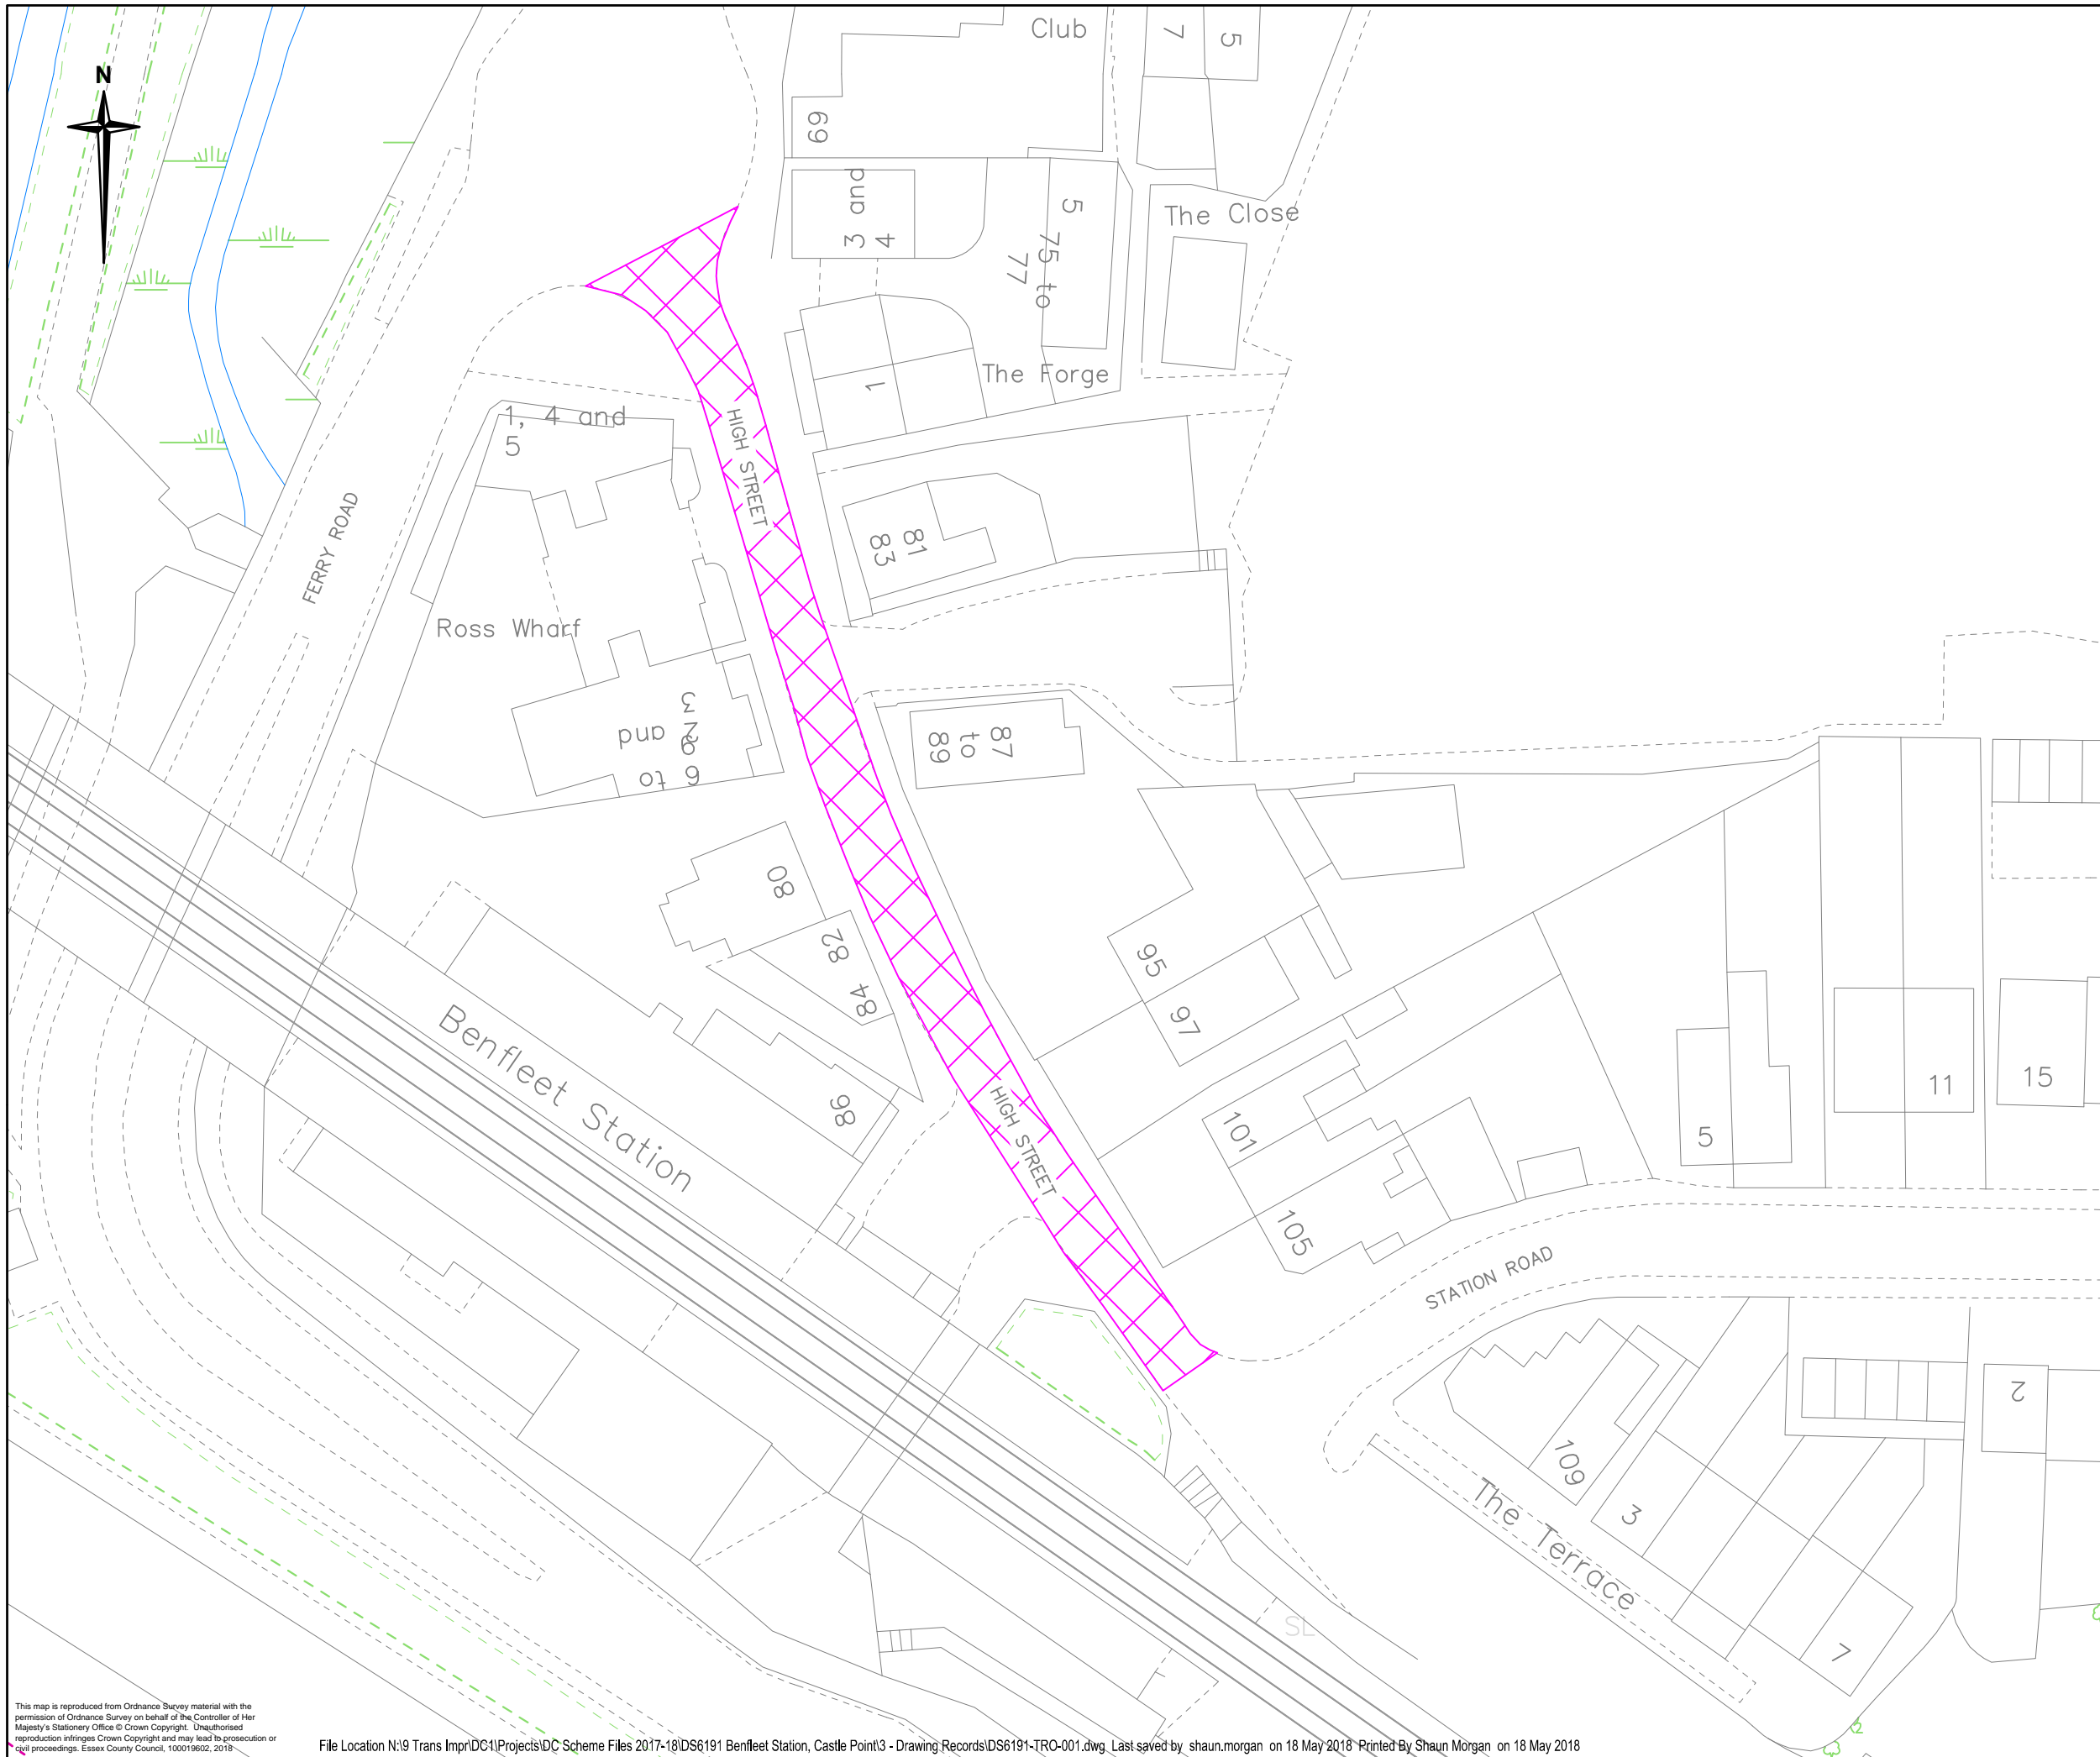 Club
7
5
N
69
3 and
4
5
75 to
77
The Close
1
The Forge
1, 4 and
5
HIGH STREET
FERRY ROAD
81
83
Ross Wharf
3
2 and
9
6 to
87
to
89
80
82
84
95
97
Benfleet Station
86
HIGH STREET
101
105
5
11
15
STATION ROAD
2
109
3
The Terrace
7
SL
2
This map is reproduced from Ordnance Survey material with the
permission of Ordnance Survey on behalf of the Controller of Her
Majesty's Stationery Office © Crown Copyright. Unauthorised
reproduction infringes Crown Copyright and may lead to prosecution or
civil proceedings. Essex County Council, 100019602, 2018
File Location N:\9 Trans Impr\DC1\Projects\DC Scheme Files 2017-18\DS6191 Benfleet Station, Castle Point\3 - Drawing Records\DS6191-TRO-001.dwg Last saved by shaun.morgan on 18 May 2018 Printed By Shaun Morgan on 18 May 2018